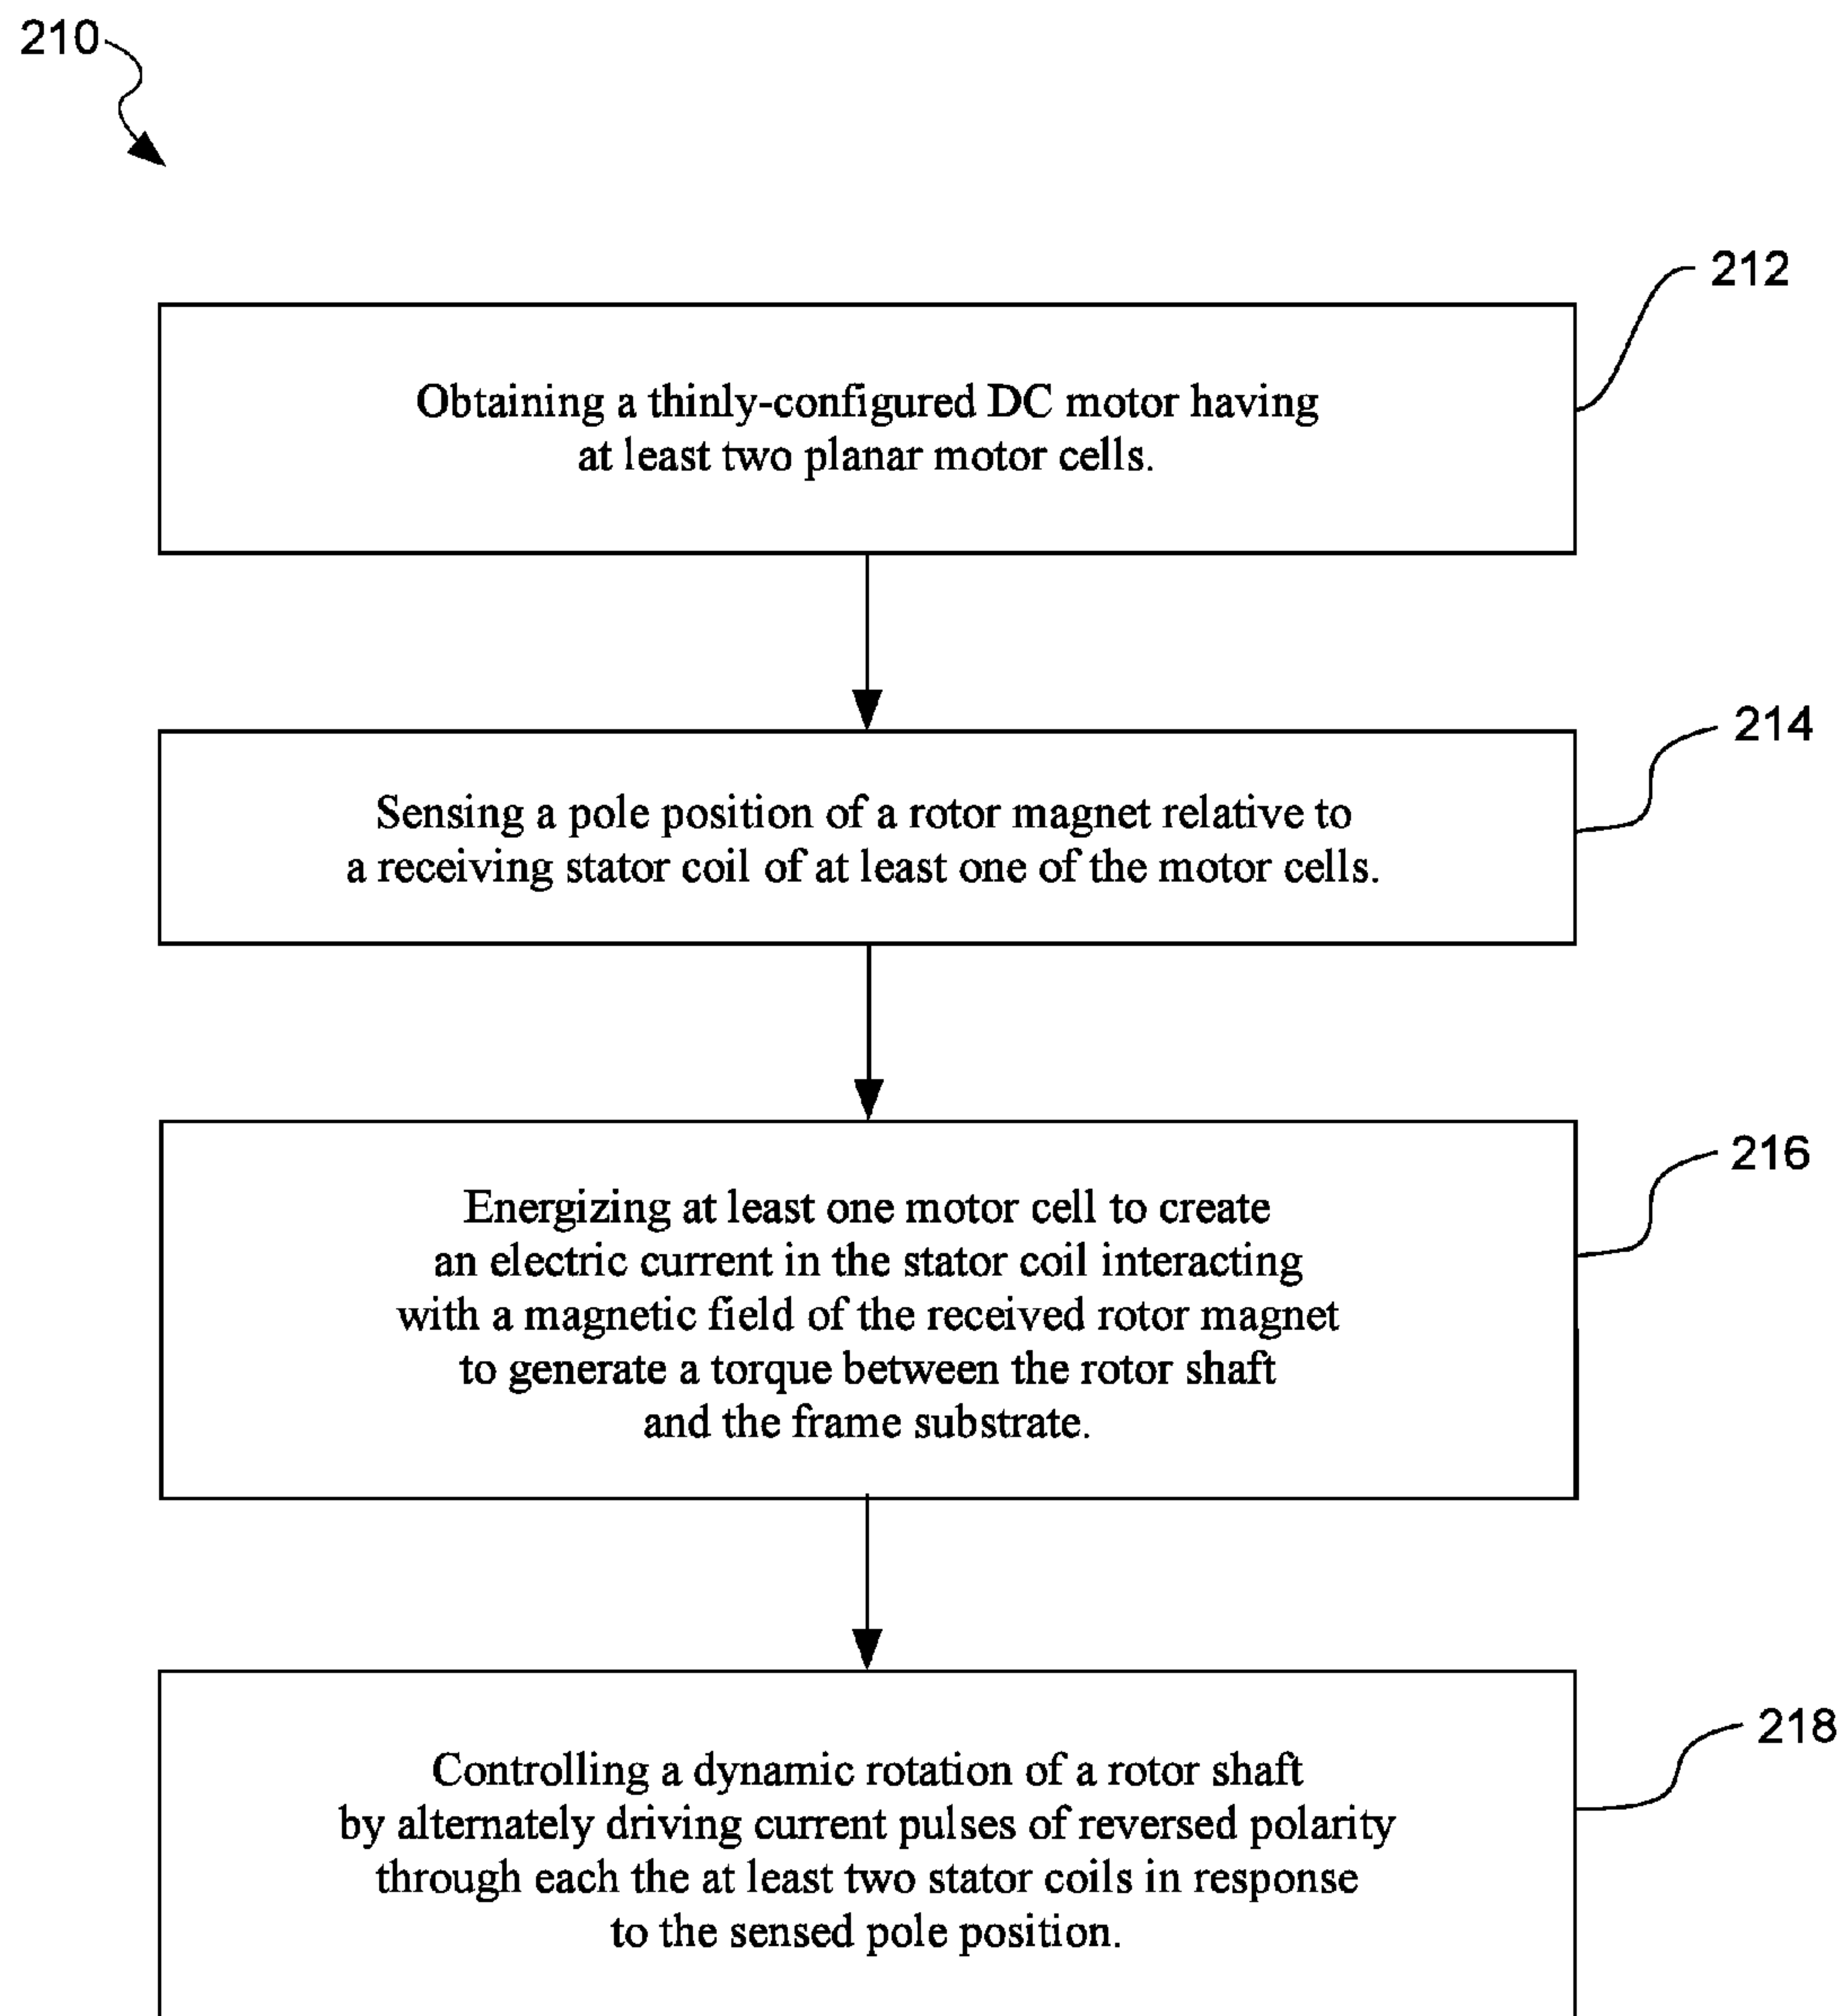 210
212
Obtaining a thinly-configured DC motor having
at least two planar motor cells.
214
Sensing a pole position of a rotor magnet relative to
a receiving stator coil of at least one of the motor cells.
216
Energizing at least one motor cell to create
an electric current in the stator coil interacting
with a magnetic field of the received rotor magnet
to generate a torque between the rotor shaft
and the frame substrate.
218
Controlling a dynamic rotation of a rotor shaft
by alternately driving current pulses of reversed polarity
through each the at least two stator coils in response
to the sensed pole position.